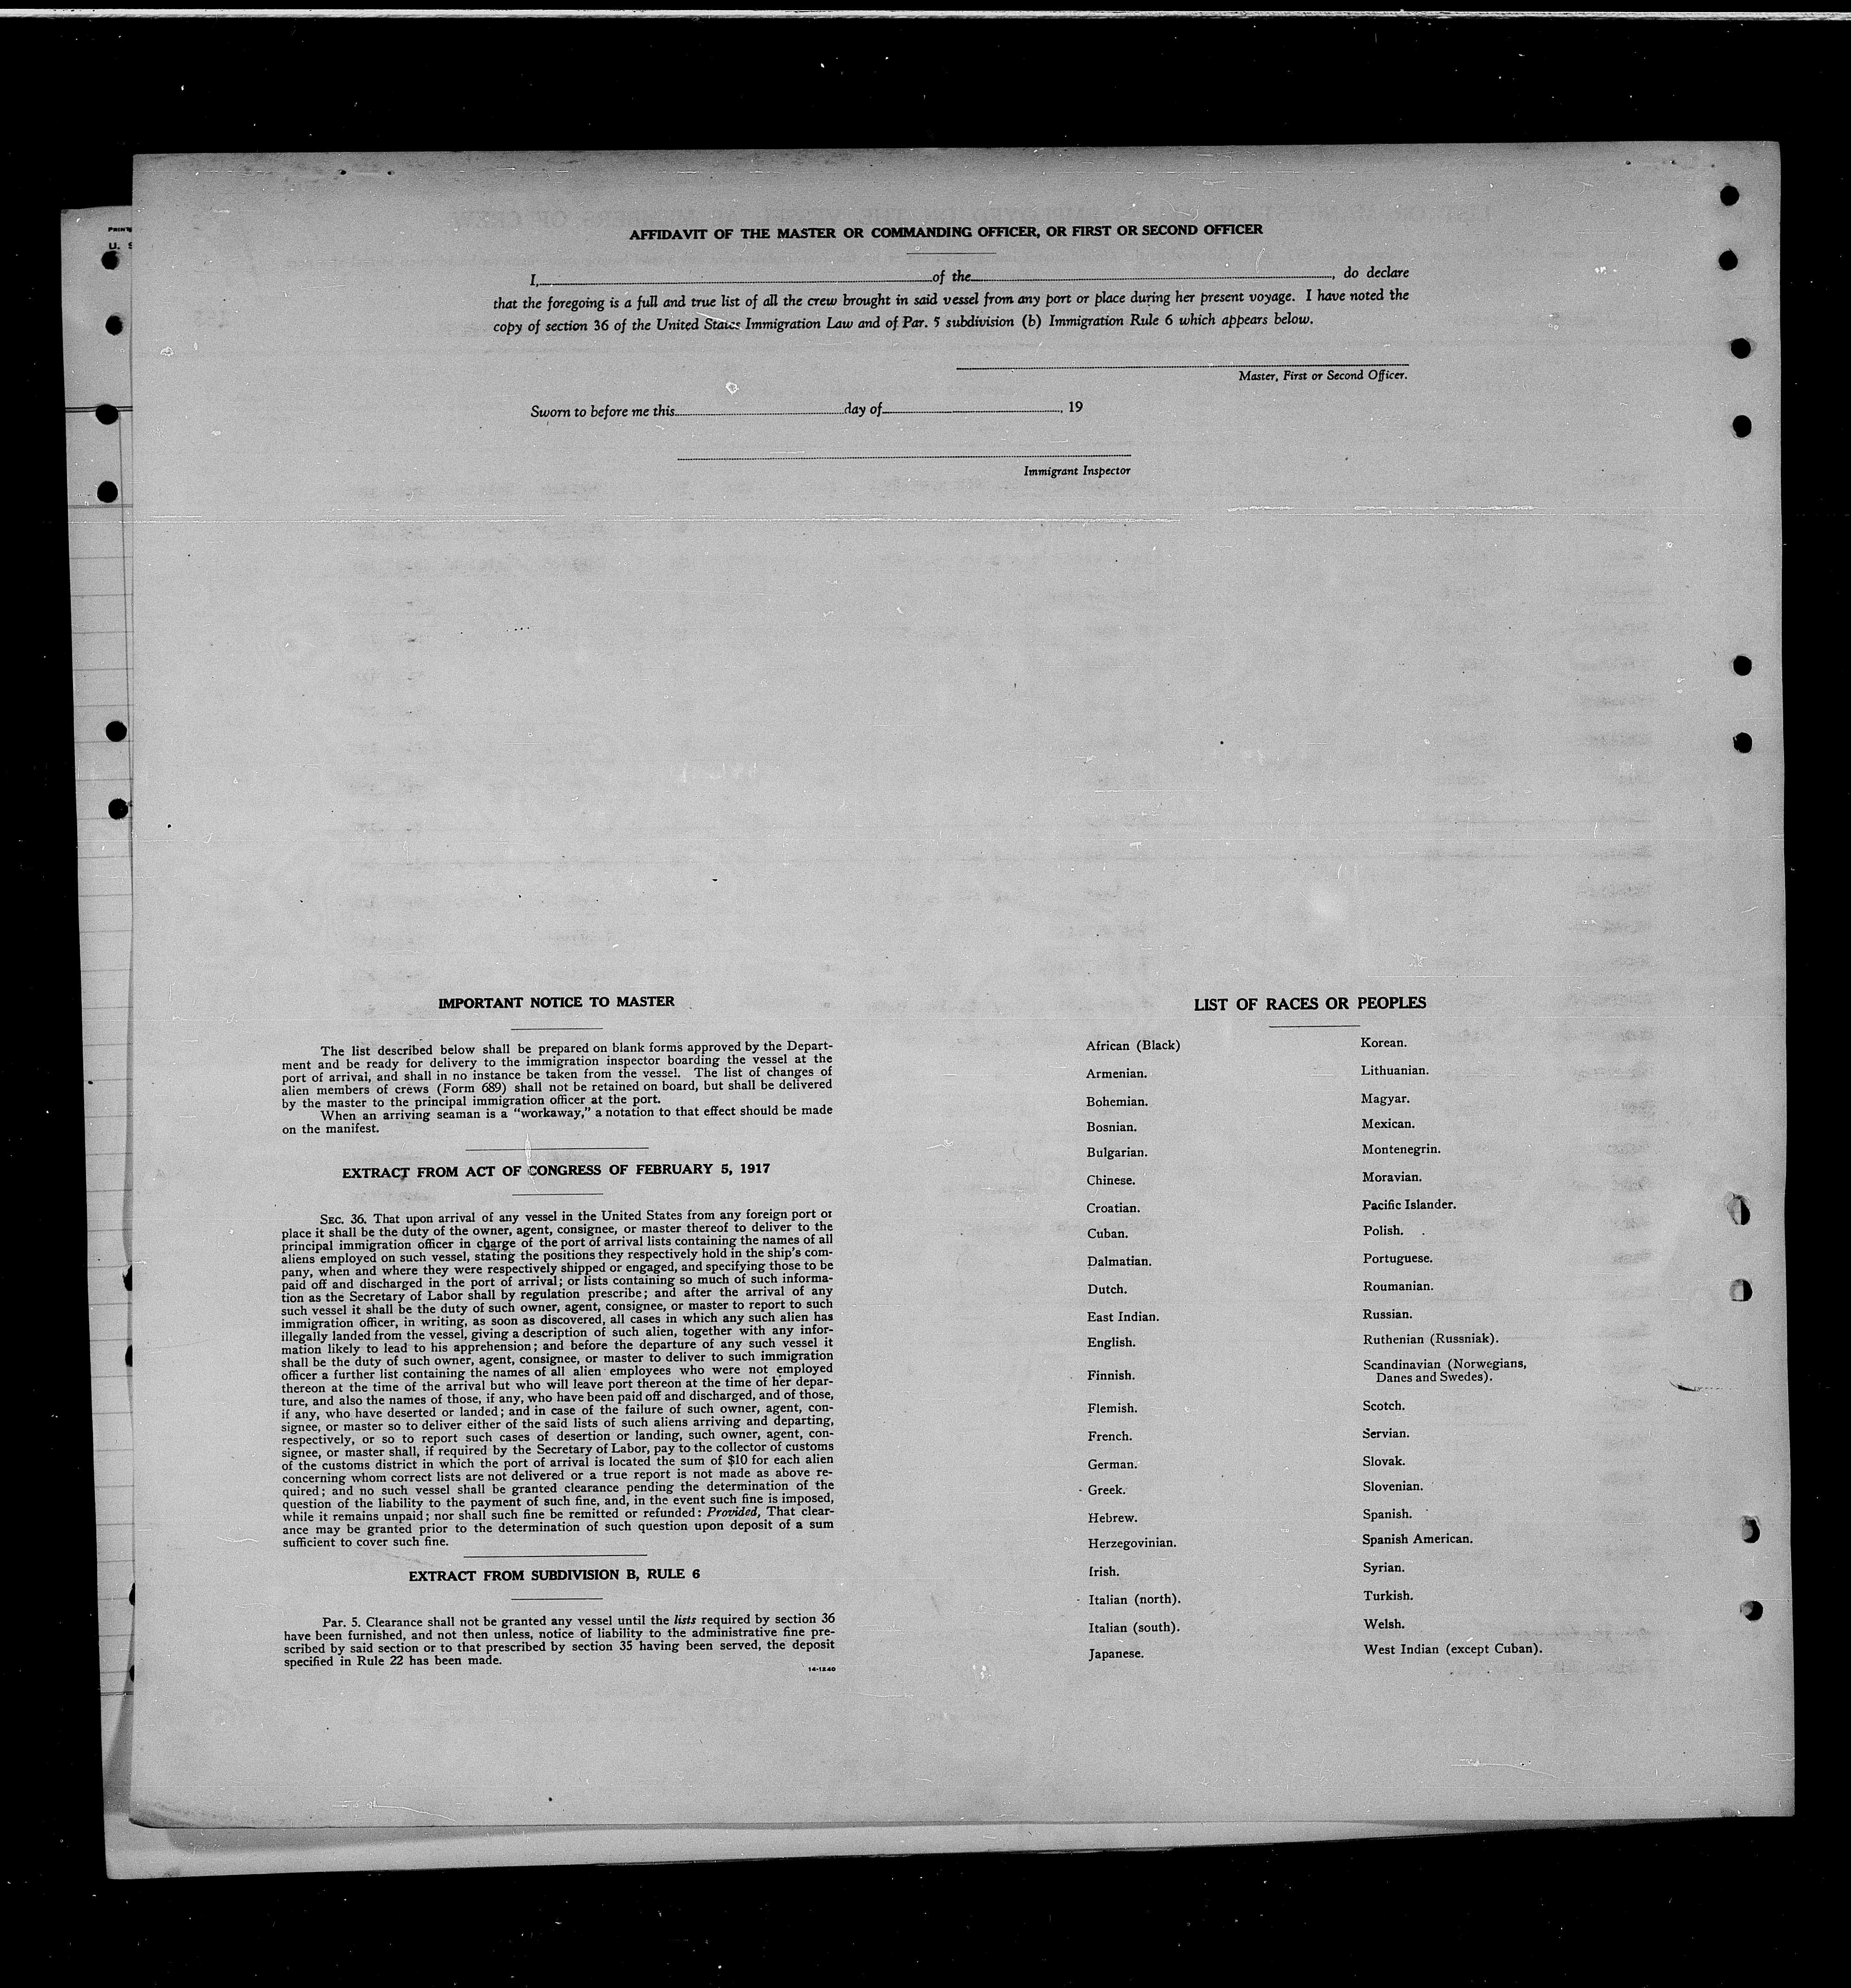 AFFIDAVIT OF THE MASTER OR COMMANDING OFFICER, OR FIRST OR SECOND OFFICER
I, of the , do declare
that the foregoing is a full and true list of all the crew brought in said vessel from any port or place during her present voyage. I have noted the
copy of section 36 of the United States Immigration Law and of Par. 5 subdivision (b) Immigration Rule 6 which appears below.
Master, First or Second Officer.
Sworn to before me this day of , 19
Immigrant Inspector
IMPORTANT NOTICE TO MASTER
The list described below shall be prepared on blank forms approved by the Depart-
ment and be ready for delivery to the immigration inspector boarding the vessel at the
port of arrival, and shall in no instance be taken from the vessel. The list of changes of
alien members of crews (Form 689) shall not be retained on board, but shall be delivered
by the master to the principal immigration officer at the port.
When an arriving seaman is a "workaway," a notation to that effect should be made
on the manifest.
EXTRACT FROM ACT OF CONGRESS OF FEBRUARY 5, 1917
SEC. 36. That upon arrival of any vessel in the United States from any foreign port or
place it shall be the duty of the owner, agent, consignee, or master thereof to deliver to the
principal immigration officer in charge of the port of arrival lists containing the names of all
aliens employed on such vessel, stating the positions they respectively hold in the ship's com-
pany, when and where they were respectively shipped or engaged, and specifying those to be
paid off and discharged in the port of arrival; or lists containing so much of such informa-
tion as the Secretary of Labor shall by regulation prescribe; and after the arrival of any
such vessel it shall be the duty of such owner, agent, consignee, or master to report to such
immigration officer, in writing, as soon as discovered, all cases in which any such alien has
illegally landed from the vessel, giving a description of such alien, together with any infor-
mation likely to lead to his apprehension; and before the departure of any such vessel it
shall be the duty of such owner, agent, consignee, or master to deliver to such immigration
officer a further list containing the names of all alien employees who were not employed
thereon at the time of the arrival but who will leave port thereon at the time of her depar-
ture, and also the names of those, if any, who have been paid off and discharged, and of those,
if any, who have deserted or landed; and in case of the failure of such owner, agent, con-
signee, or master so to deliver either of the said lists of such aliens arriving and departing,
respectively, or so to report such cases of desertion or landing, such owner, agent, con-
signee, or master shall, if required by the Secretary of Labor, pay to the collector of customs
of the customs district in which the port of arrival is located the sum of $10 for each alien
concerning whom correct lists are not delivered or a true report is not made as above re-
quired; and no such vessel shall be granted clearance pending the determination of the
question of the liability to the payment of such fine, and, in the event such fine is imposed,
while it remains unpaid; nor shall such fine be remitted or refunded: Provided, That clear-
ance may be granted prior to the determination of such question upon deposit of a sum
sufficient to cover such fine.
EXTRACT FROM SUBDIVISION B, RULE 6
Par. 5. Clearance shall not be granted any vessel until the lists required by section 36
have been furnished, and not then unless, notice of liability to the administrative fine pre-
scribed by said section or to that prescribed by section 35 having been served, the deposit
specified in Rule 22 has been made.
14-1240
LIST OF RACES OR PEOPLES
African (Black)
Armenian.
Bohemian.
Bosnian.
Bulgarian.
Chinese.
Croatian.
Cuban.
Dalmatian.
Dutch.
East Indian.
English.
Finnish.
Flemish.
French.
German.
Greek.
Hebrew.
Herzegovinian.
Irish.
Italian (north).
Italian (south).
Japanese.
Korean.
Lithuanian.
Magyar.
Mexican.
Montenegrin.
Moravian.
Pacific Islander.
Polish.
Portuguese.
Roumanian.
Russian.
Ruthenian (Russniak).
Scandinavian (Norwegians,
Danes and Swedes).
Scotch.
Servian.
Slovak.
Slovenian.
Spanish.
Spanish American.
Syrian.
Turkish.
Welsh.
West Indian (except Cuban).